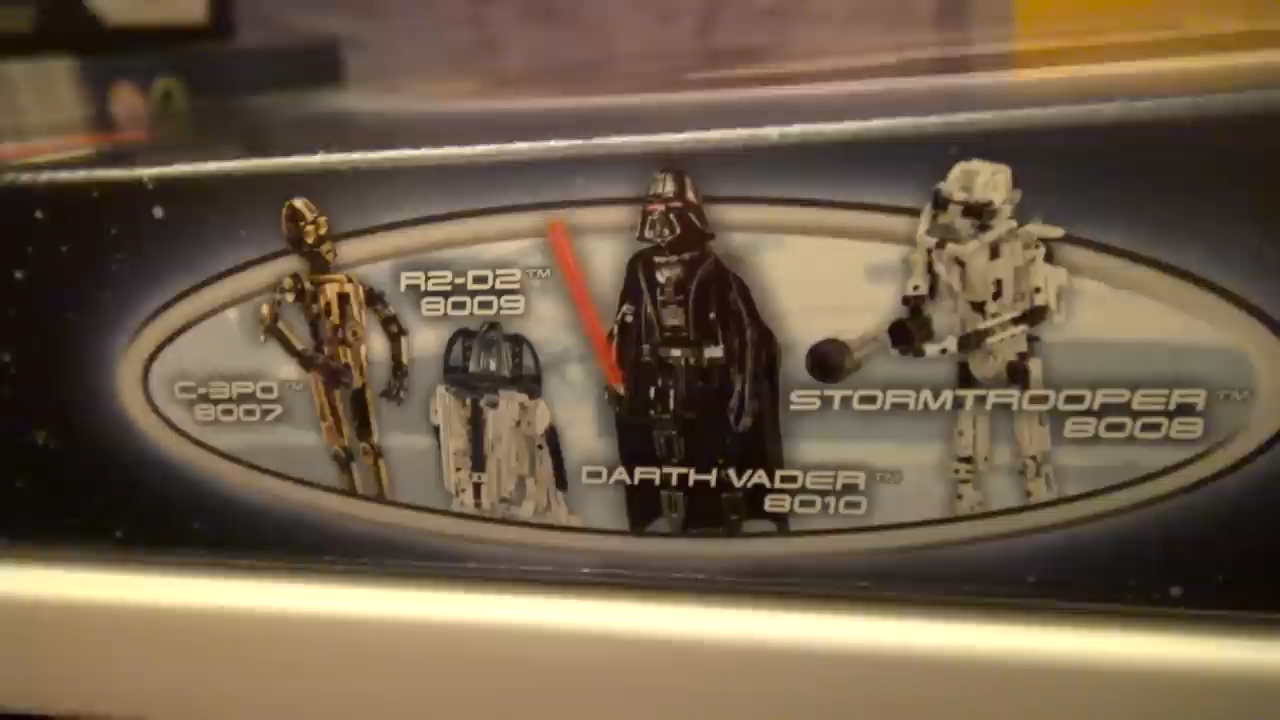 R2-D2™
8009
C-3PO™
8007
STORMTROOPER™
8008
DARTH VADER™
8010